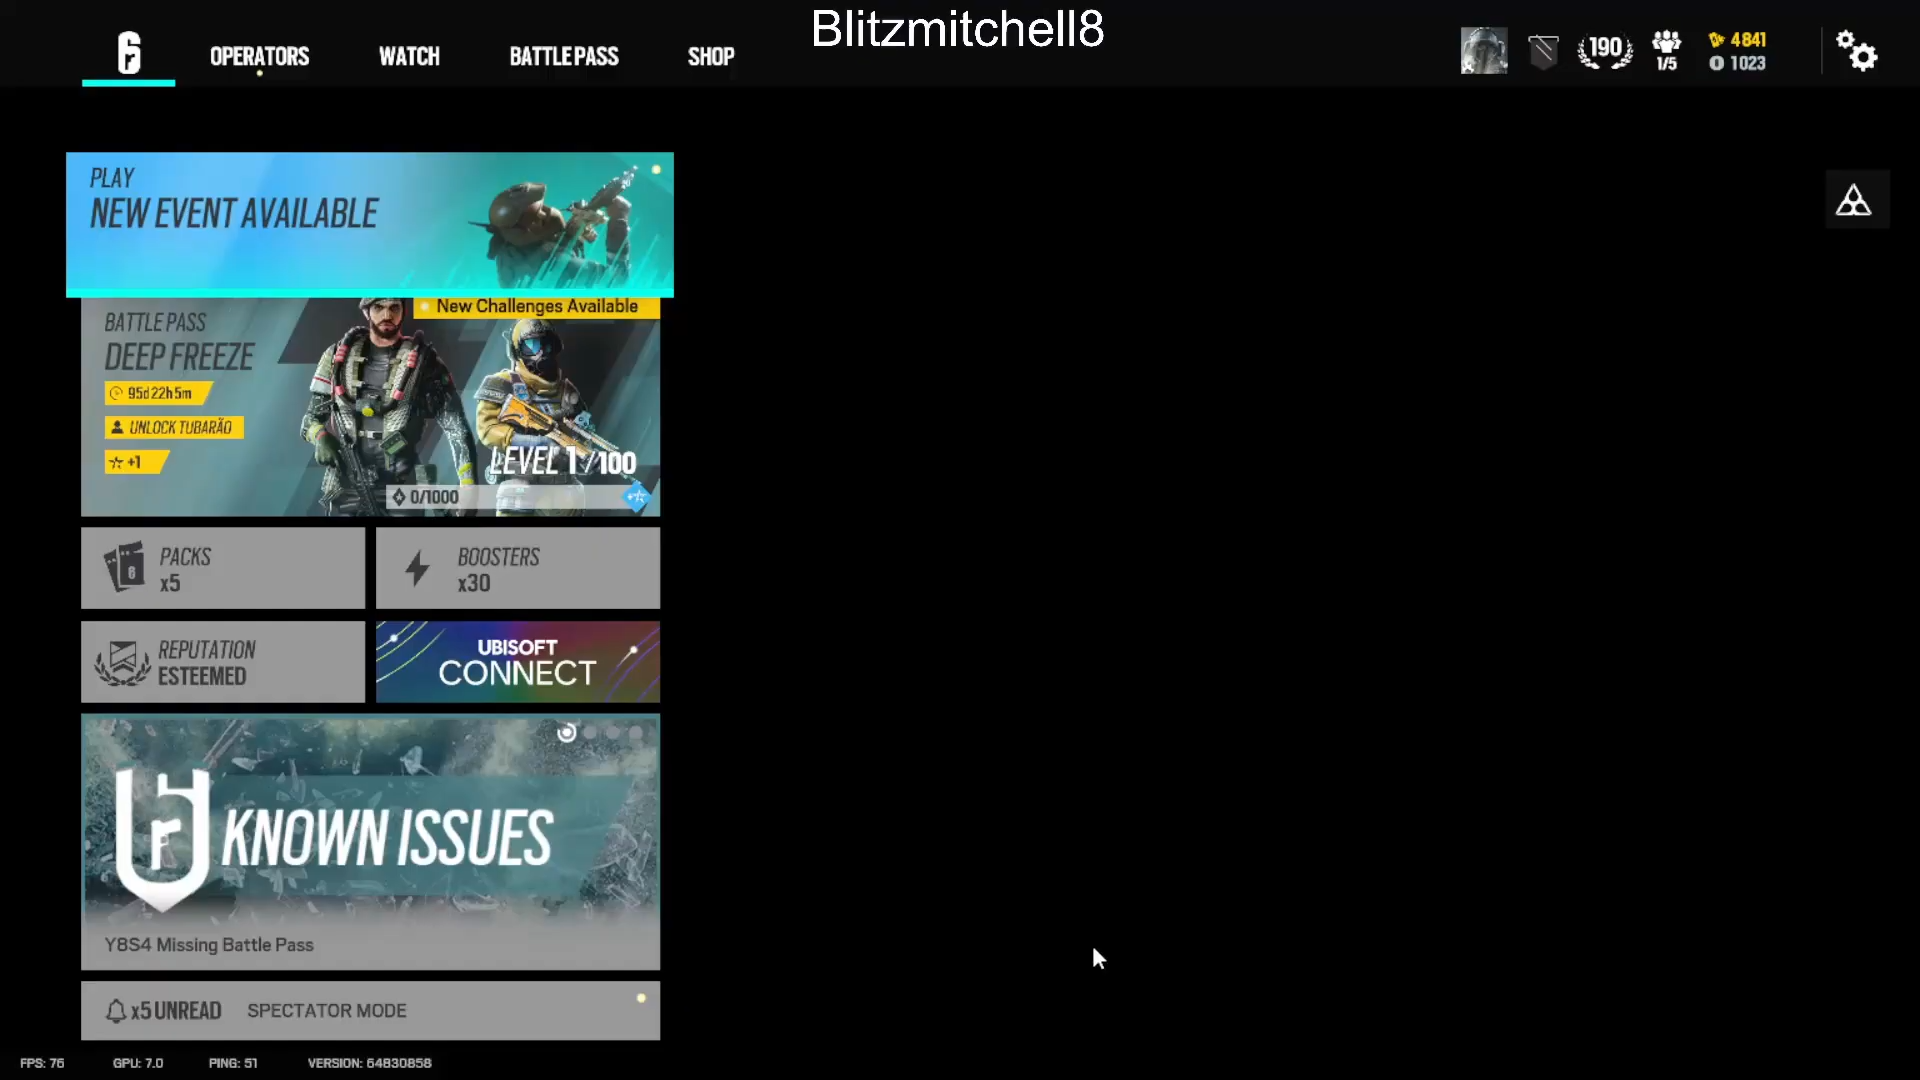 Blitzmitchell8
OPERATORS
WATCH
BATTLE PASS
SHOP
190
1/5
4841
1023
PLAY
NEW EVENT AVAILABLE
New Challenges Available
BATTLE PASS
DEEP FREEZE
95d 22h 5m
UNLOCK TUBARÃO
+1
LEVEL 1 / 100
0/1000
PACKS
x5
BOOSTERS
x30
REPUTATION
ESTEEMED
UBISOFT
CONNECT
KNOWN ISSUES
Y8S4 Missing Battle Pass
x5 UNREAD SPECTATOR MODE
FPS: 76 GPU: 7.0 PING: 51 VERSION: 64830858